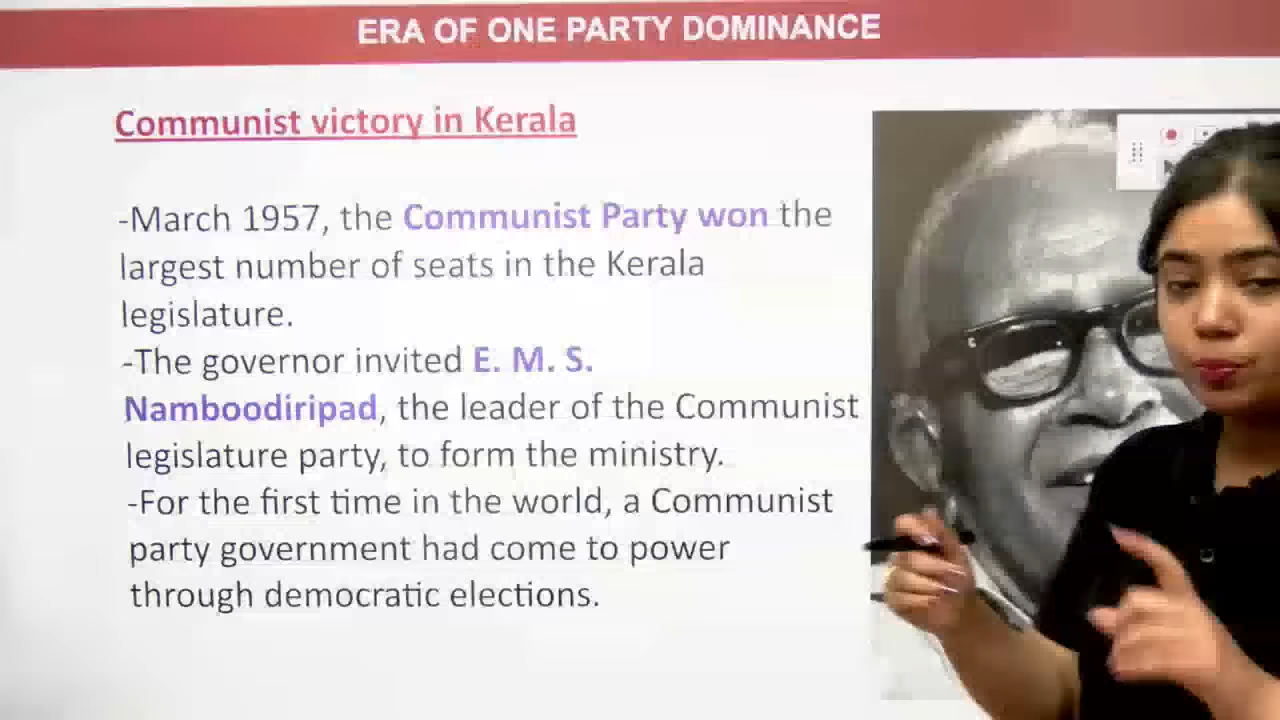 ERA OF ONE PARTY DOMINANCE
Communist victory in Kerala
-March 1957, the Communist Party won the
largest number of seats in the Kerala
legislature.
-The governor invited E. M. S.
Namboodiripad, the leader of the Communist
legislature party, to form the ministry.
-For the first time in the world, a Communist
party government had come to power
through democratic elections.